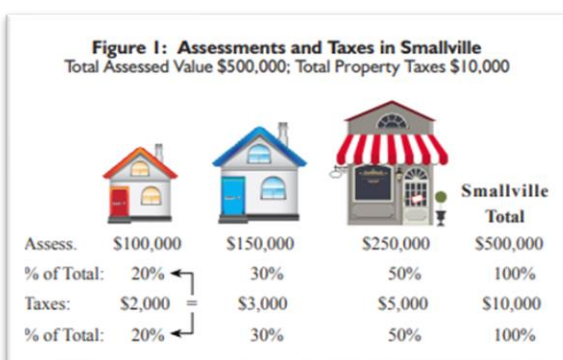 Figure 1: Assessments and Taxes in Smallville
Total Assessed Value $500,000; Total Property Taxes $10,000
Smallville
Total
Assess. $100,000 $150,000 $250,000 $500,000
% of Total: 20% 30% 50% 100%
Taxes: $2,000 = $3,000 $5,000 $10,000
% of Total: 20% 30% 50% 100%